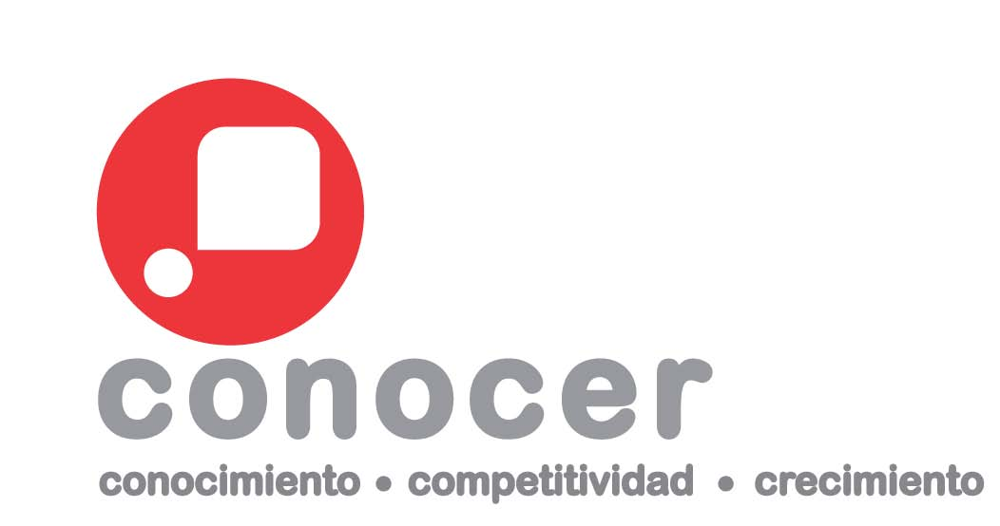 conocer
conocimiento • competitividad • crecimiento